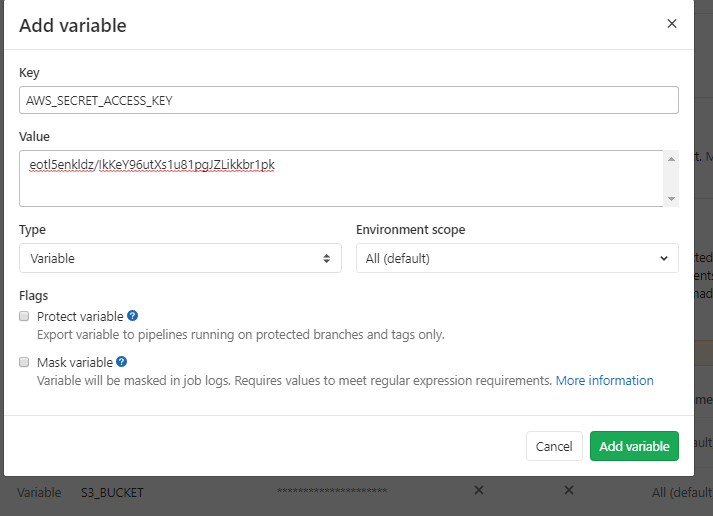 Add variable
Key
AWS_SECRET_ACCESS_KEY
Value
eotl5enkldz/IkKeY96utXs1u81pgJZLikkbr1pk
Type
Environment scope
Variable
All (default)
Flags
Protect variable
Export variable to pipelines running on protected branches and tags only.
Mask variable
Variable will be masked in job logs. Requires values to meet regular expression requirements. More information
Cancel
Add variable
Variable S3_BUCKET ********************* All (default